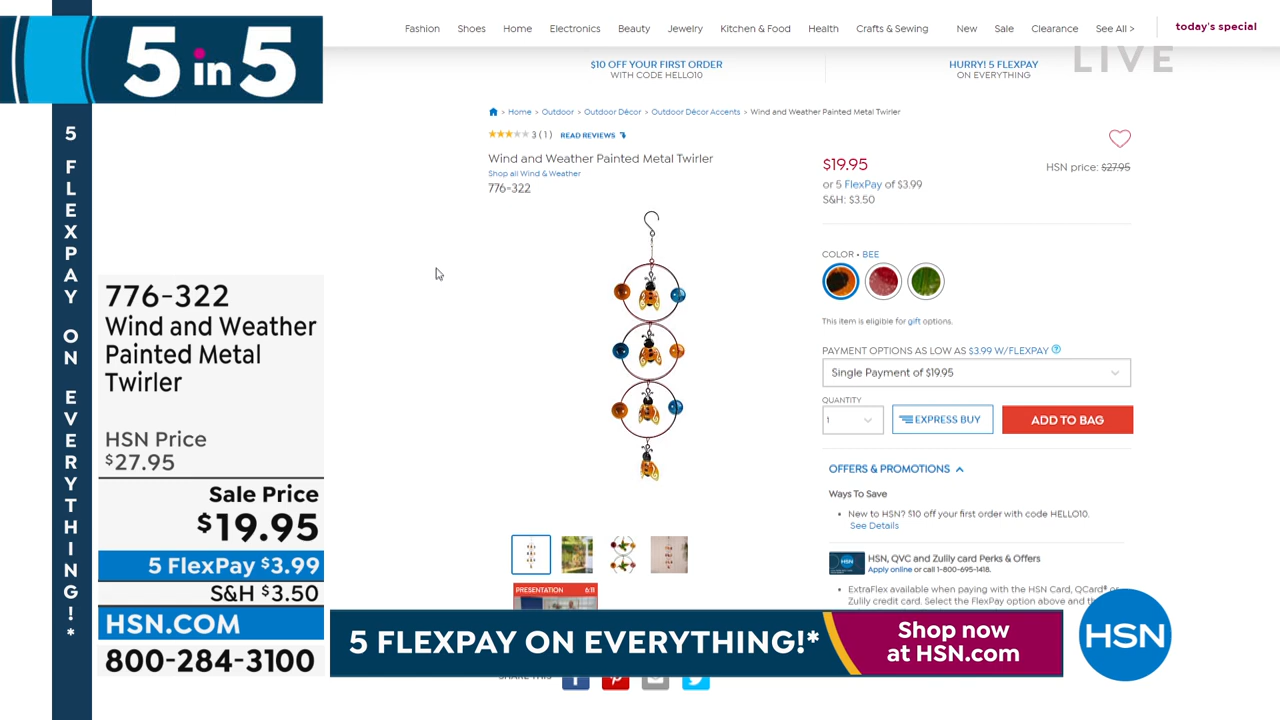 5 in 5
5 FLEXPAY ON EVERYTHING!*
776-322
Wind and Weather
Painted Metal
Twirler
HSN Price
$27.95
Sale Price
$19.95
5 FlexPay $3.99
S&H $3.50
HSN.COM
800-284-3100
Fashion Shoes Home Electronics Beauty Jewelry Kitchen & Food Health Crafts & Sewing New Sale Clearance See All > today's special
LIVE
$10 OFF YOUR FIRST ORDER
WITH CODE HELLO10
HURRY! 5 FLEXPAY
ON EVERYTHING
Home > Outdoor > Outdoor Décor > Outdoor Décor Accents > Wind and Weather Painted Metal Twirler
3 (1) READ REVIEWS
Wind and Weather Painted Metal Twirler
Shop all Wind & Weather
776-322
$19.95
HSN price: $27.95
or 5 FlexPay of $3.99
S&H: $3.50
COLOR • BEE
This item is eligible for gift options.
PAYMENT OPTIONS AS LOW AS $3.99 W/FLEXPAY ?
Single Payment of $19.95
QUANTITY
1
EXPRESS BUY
ADD TO BAG
OFFERS & PROMOTIONS
Ways To Save
• New to HSN? $10 off your first order with code HELLO10.
See Details
HSN, QVC and Zulily card Perks & Offers
Apply online or call 1-800-695-1418.
• ExtraFlex available when paying with the HSN Card, QCard® or
Zulily credit card. Select the FlexPay option above and
PRESENTATION 6:11
5 FLEXPAY ON EVERYTHING!*
Shop now
at HSN.com
HSN
SHARE THIS